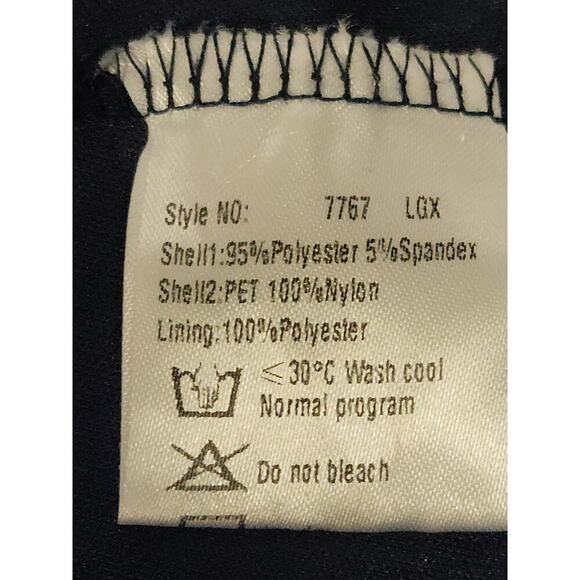 Style NO: 7767 LGX
Shell1:95%Polyester 5%Spandex
Shell2:PET 100%Nylon
Lining:100%Polyester
≤30°C Wash cool
Normal program
Do not bleach